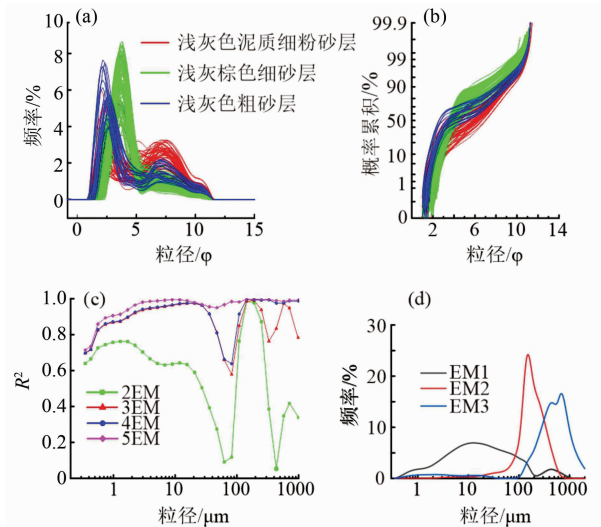 (a)
浅灰色泥质细粉砂层
浅灰棕色细砂层
浅灰色粗砂层
频率/%
10
8
6
4
2
0
0 5 10 15
粒径/φ
(b)
概率累积/%
99.9
99
90
50
10
1
0
2 6 10 14
粒径/φ
(c)
R²
1.0
0.8
0.6
0.4
0.2
0
2EM
3EM
4EM
5EM
1 10 100 1000
粒径/μm
(d)
频率/%
30
20
10
0
EM1
EM2
EM3
1 10 100 1000
粒径/μm